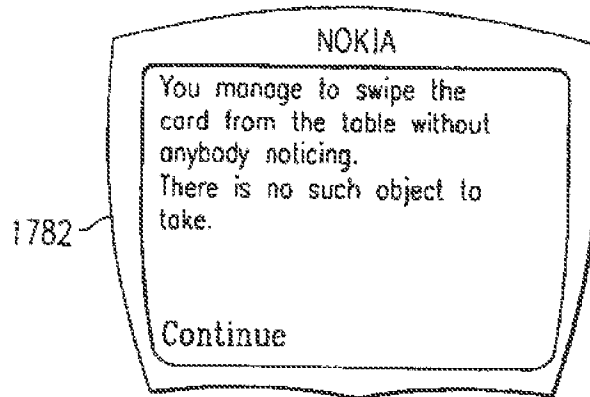 NOKIA
You manage to swipe the
card from the table without
anybody noticing.
There is no such object to
take.
1782
Continue